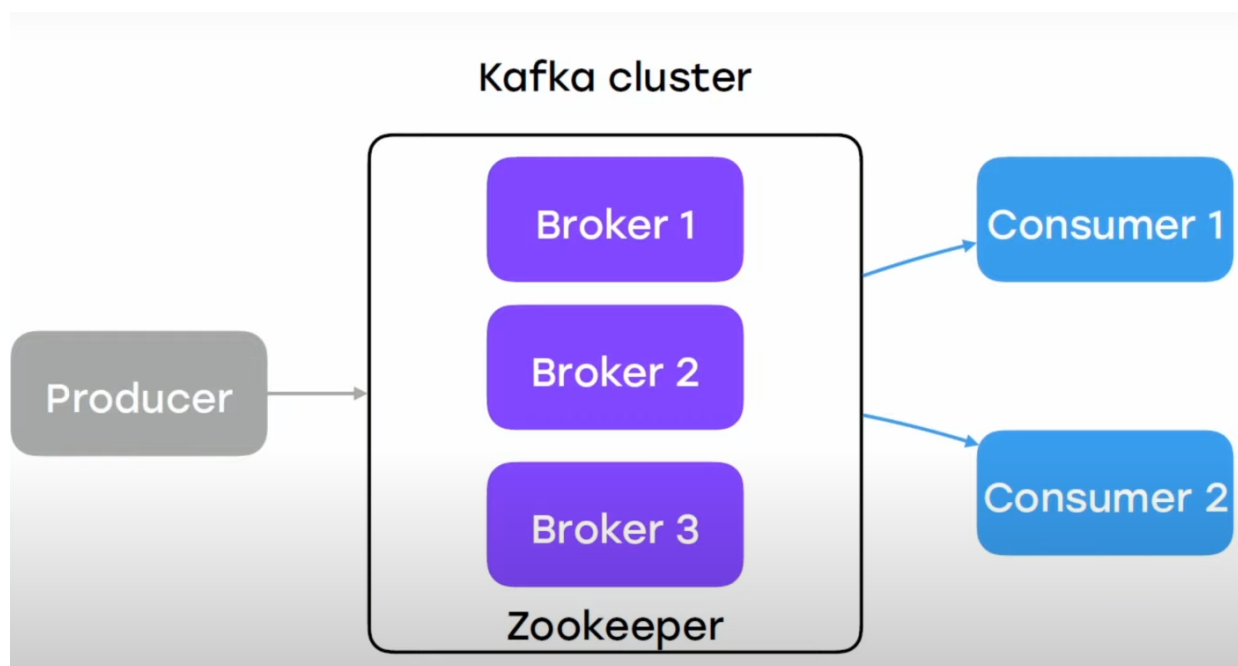 Kafka cluster
Producer
Broker 1
Broker 2
Broker 3
Zookeeper
Consumer 1
Consumer 2